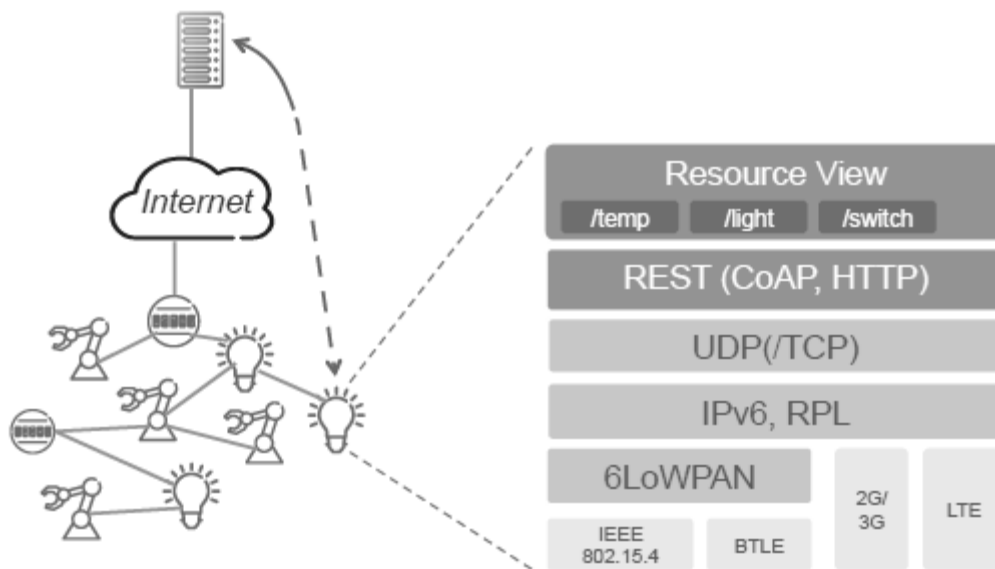 Internet
Resource View
/temp /light /switch
REST (CoAP, HTTP)
UDP(/TCP)
IPv6, RPL
6LoWPAN
2G/
3G
LTE
IEEE
802.15.4
BTLE